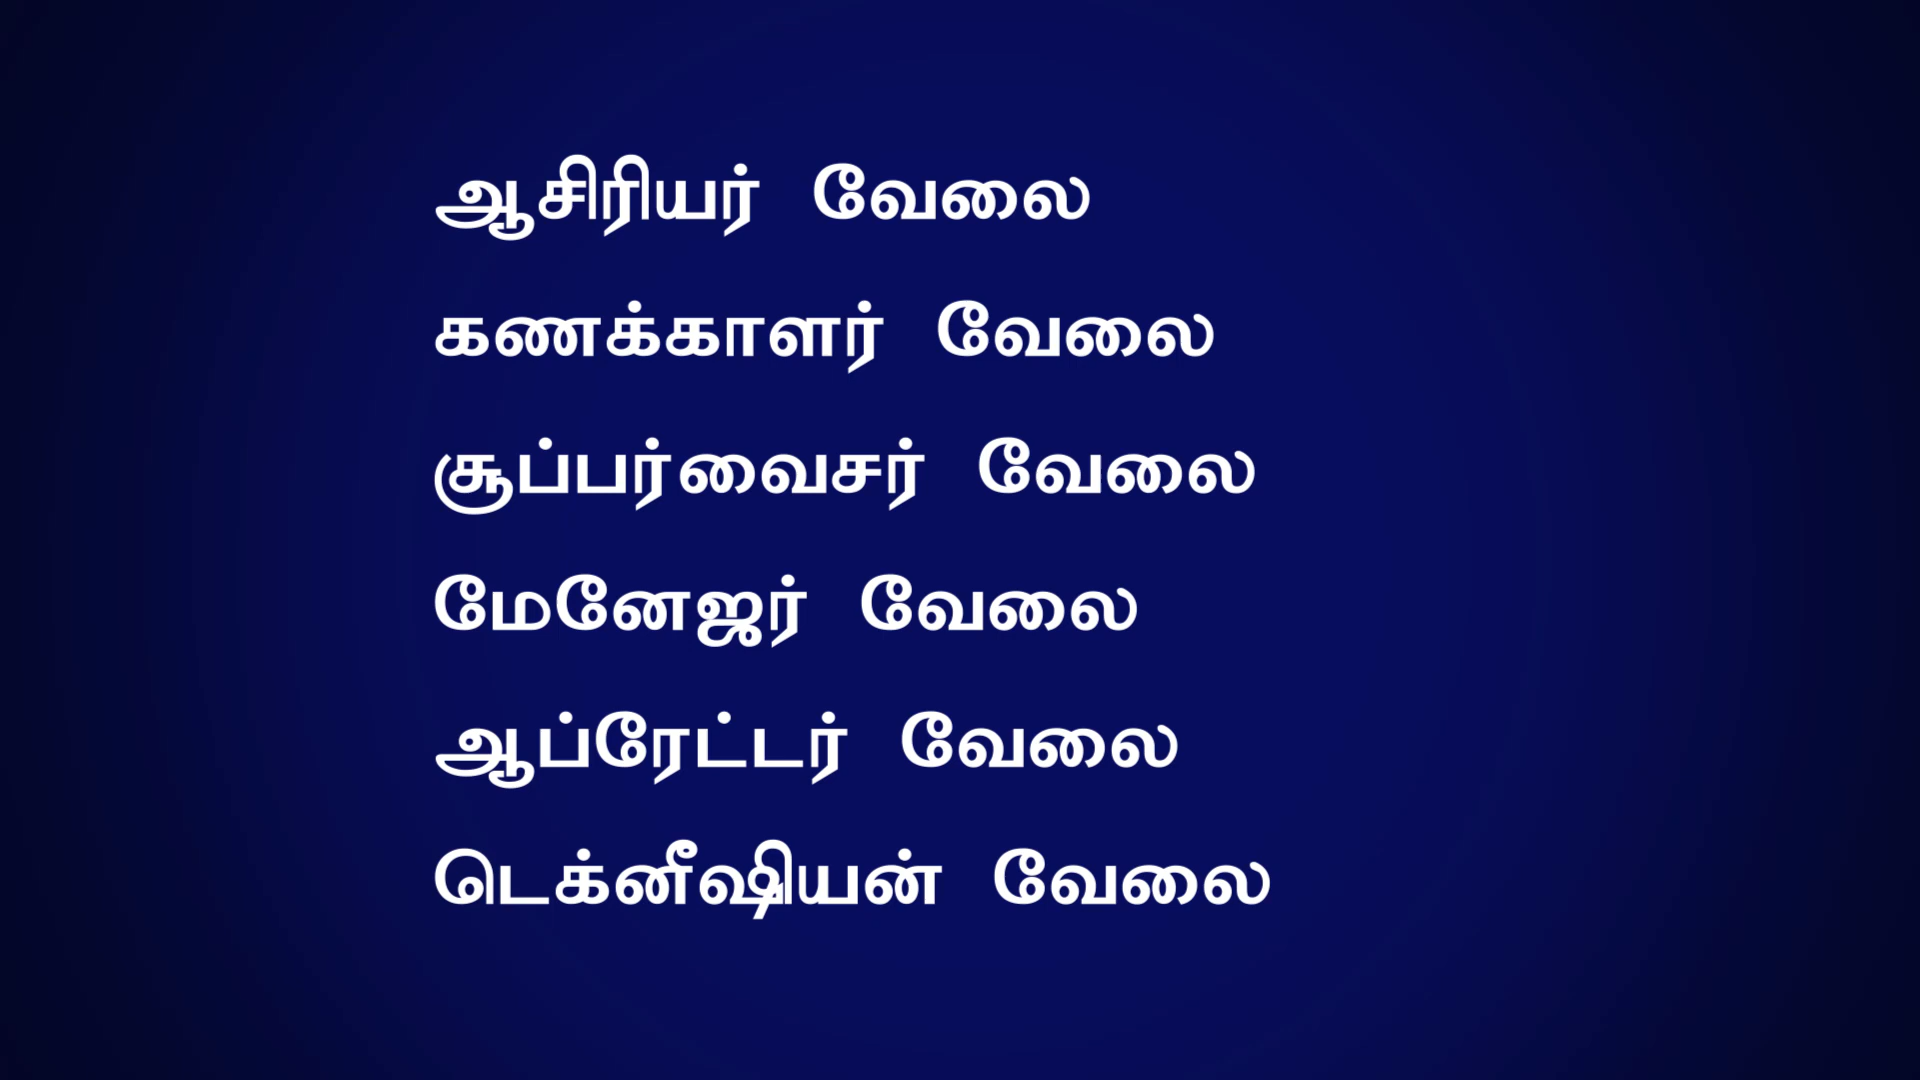 ஆசிரியர் வேலை
கணக்காளர் வேலை
சூப்பர்வைசர் வேலை
மேனேஜர் வேலை
ஆப்ரேட்டர் வேலை
டெக்னீஷியன் வேலை